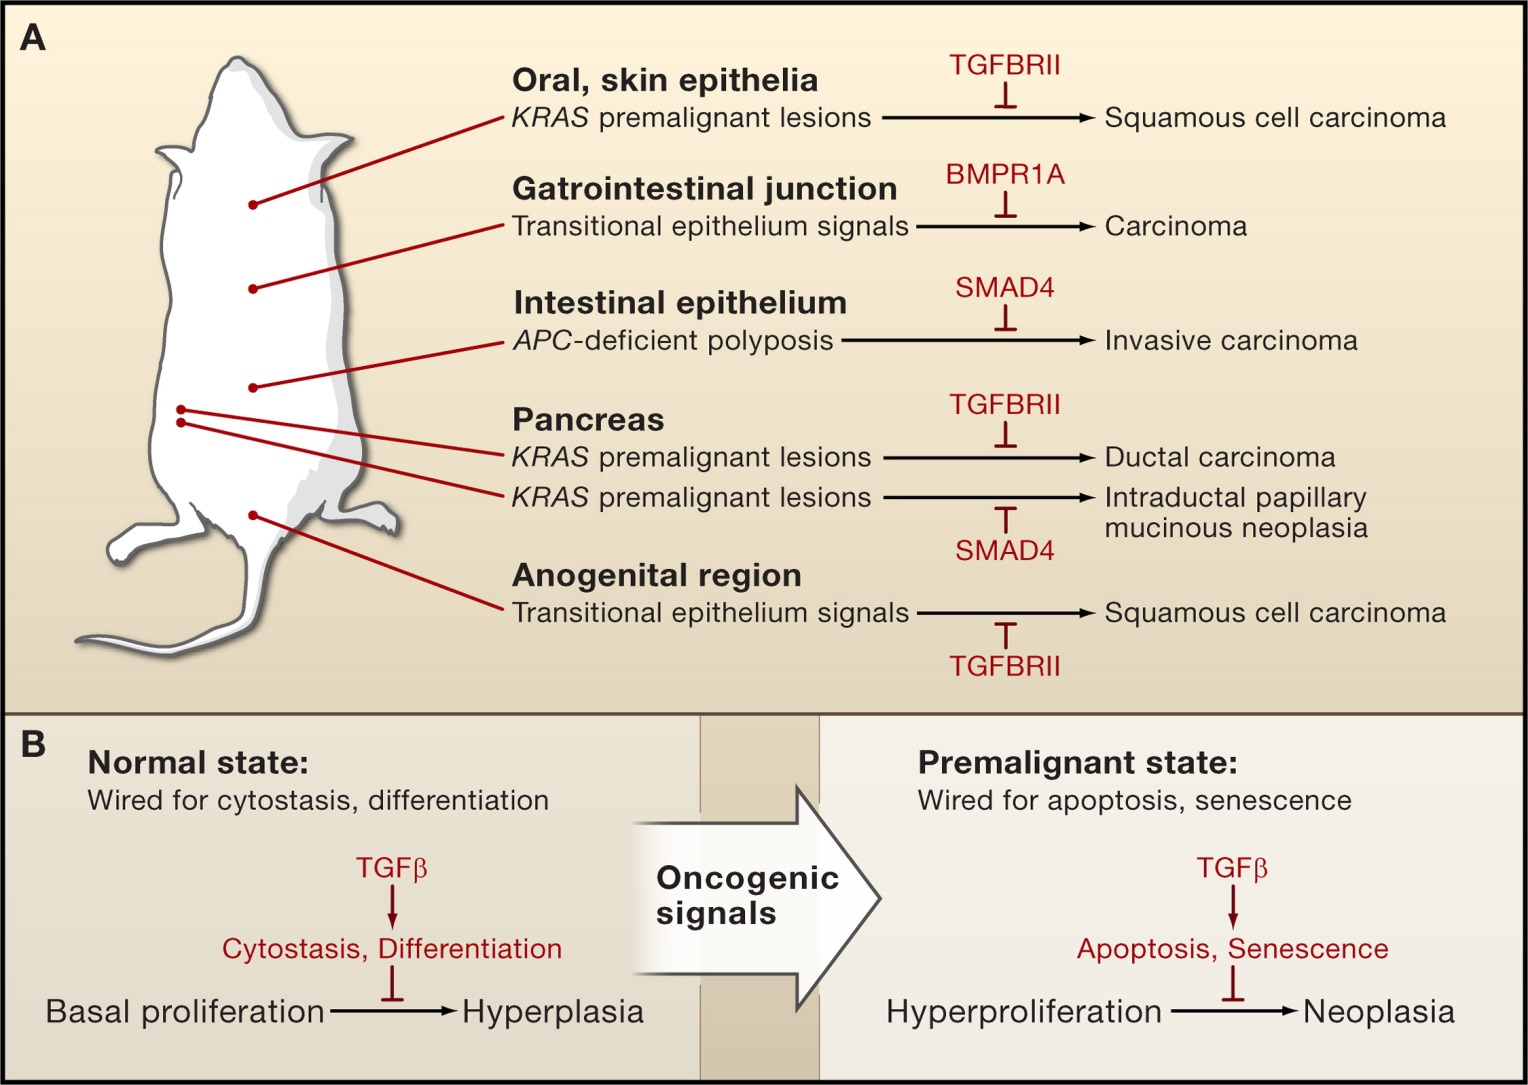 A
Oral, skin epithelia
TGFBRII
KRAS premalignant lesions
Squamous cell carcinoma
Gatrointestinal junction
BMPR1A
Transitional epithelium signals
Carcinoma
Intestinal epithelium
SMAD4
APC-deficient polyposis
Invasive carcinoma
Pancreas
TGFBRII
KRAS premalignant lesions
Ductal carcinoma
KRAS premalignant lesions
Intraductal papillary
mucinous neoplasia
SMAD4
Anogenital region
Transitional epithelium signals
Squamous cell carcinoma
TGFBRII
B
Normal state:
Wired for cytostasis, differentiation
TGFβ
Cytostasis, Differentiation
Basal proliferation
Hyperplasia
Oncogenic
signals
Premalignant state:
Wired for apoptosis, senescence
TGFβ
Apoptosis, Senescence
Hyperproliferation
Neoplasia